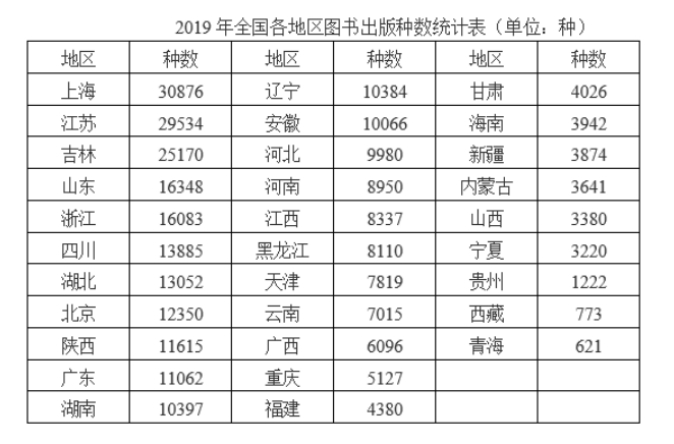 2019 年全国各地区图书出版种数统计表（单位：种）
地区 种数 地区 种数 地区 种数
上海 30876 辽宁 10384 甘肃 4026
江苏 29534 安徽 10066 海南 3942
吉林 25170 河北 9980 新疆 3874
山东 16348 河南 8950 内蒙古 3641
浙江 16083 江西 8337 山西 3380
四川 13885 黑龙江 8110 宁夏 3220
湖北 13052 天津 7819 贵州 1222
北京 12350 云南 7015 西藏 773
陕西 11615 广西 6096 青海 621
广东 11062 重庆 5127
湖南 10397 福建 4380